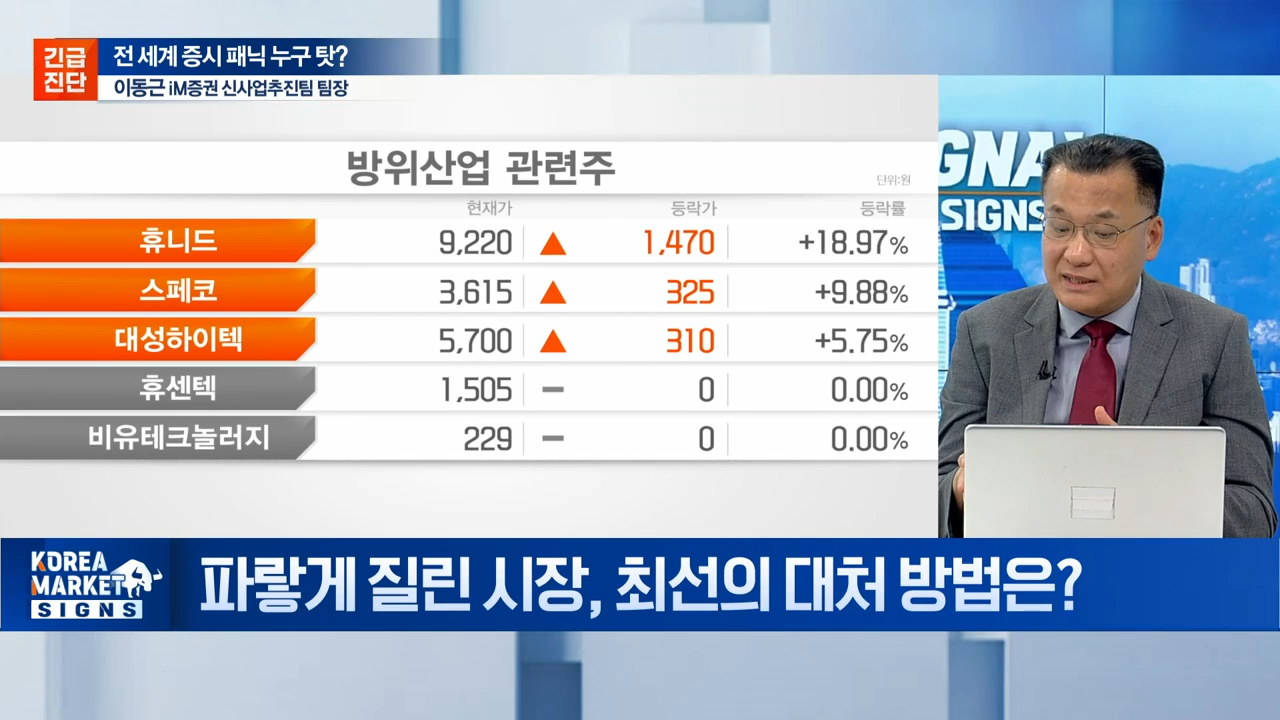 긴급
진단
전 세계 증시 패닉 누구 탓?
이동근 iM증권 신사업추진팀 팀장
방위산업 관련주
단위:원
현재가 등락가 등락률
휴니드 9,220 ▲ 1,470 +18.97%
스페코 3,615 ▲ 325 +9.88%
대성하이텍 5,700 ▲ 310 +5.75%
휴센텍 1,505 - 0 0.00%
비유테크놀러지 229 - 0 0.00%
SIGNS
KOREA
MARKET
SIGNS
파랗게 질린 시장, 최선의 대처 방법은?